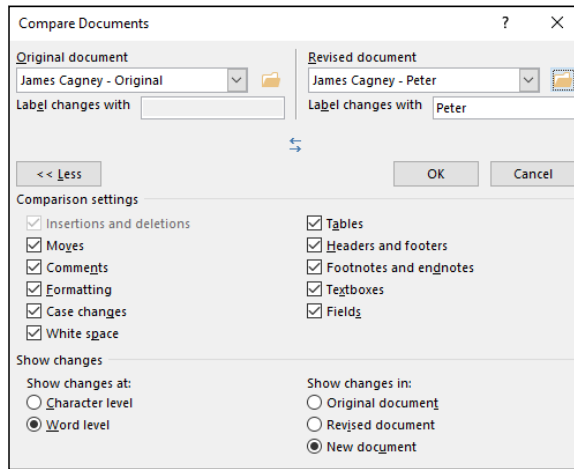 Compare Documents ?
Original document Revised document
James Cagney - Original James Cagney - Peter
Label changes with Label changes with Peter
<< Less OK Cancel
Comparison settings
Insertions and deletions Tables
Moves Headers and footers
Comments Footnotes and endnotes
Formatting Textboxes
Case changes Fields
White space
Show changes
Show changes at: Show changes in:
Character level Original document
Word level Revised document
New document